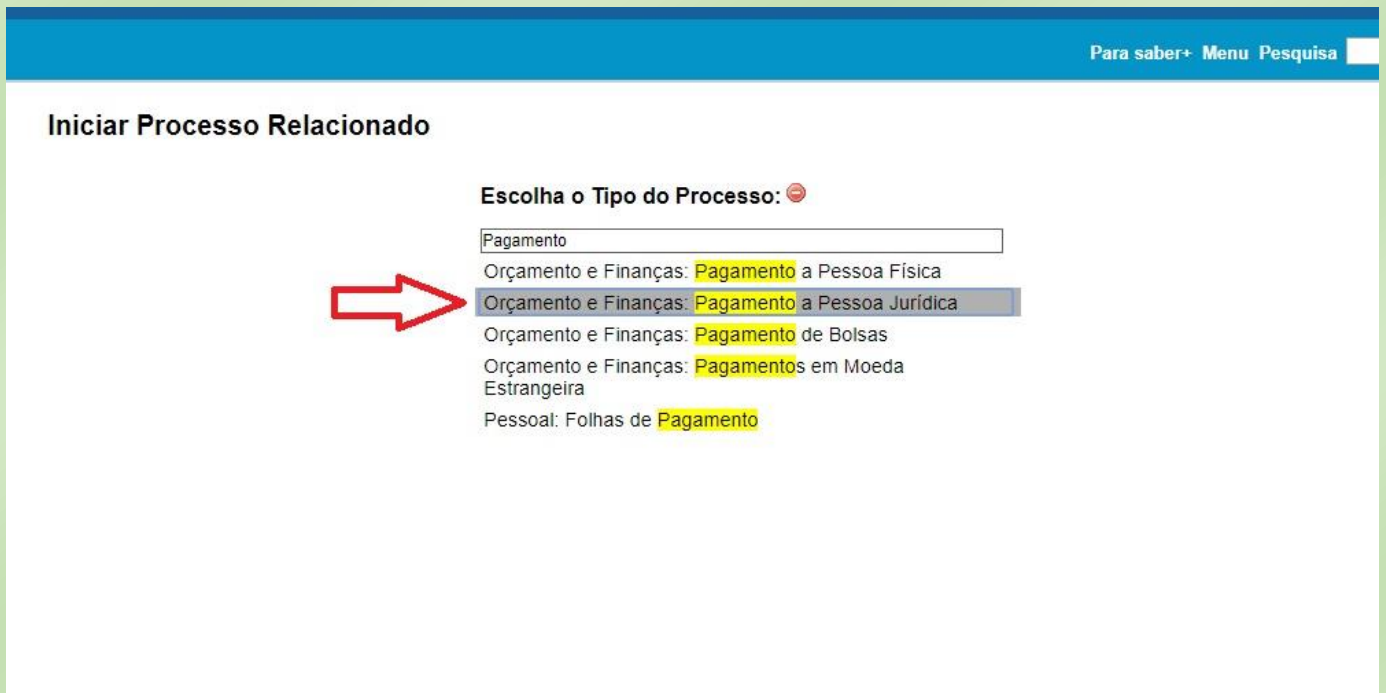 Para saber+ Menu Pesquisa
Iniciar Processo Relacionado
Escolha o Tipo do Processo:
Pagamento
Orçamento e Finanças: Pagamento a Pessoa Física
Orçamento e Finanças: Pagamento a Pessoa Jurídica
Orçamento e Finanças: Pagamento de Bolsas
Orçamento e Finanças: Pagamentos em Moeda
Estrangeira
Pessoal: Folhas de Pagamento